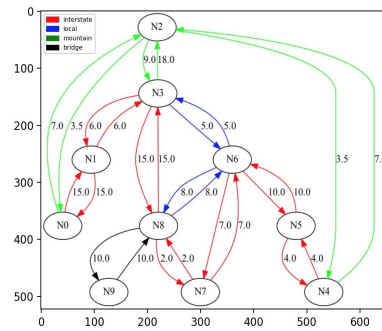 0
interstate
local
mountain
bridge
N2
9.0 18.0
N3
100
7.0 3.5 6.0 6.0
5.0 5.0
200
15.0 15.0
3.5
7.
N1
N6
300
15.0 15.0
8.0 8.0
10.0 10.0
N0
N8
N5
7.0 7.0
400
10.0 10.0
2.0 2.0
4.0 4.0
N9
N7
N4
500
0 100 200 300 400 500 600